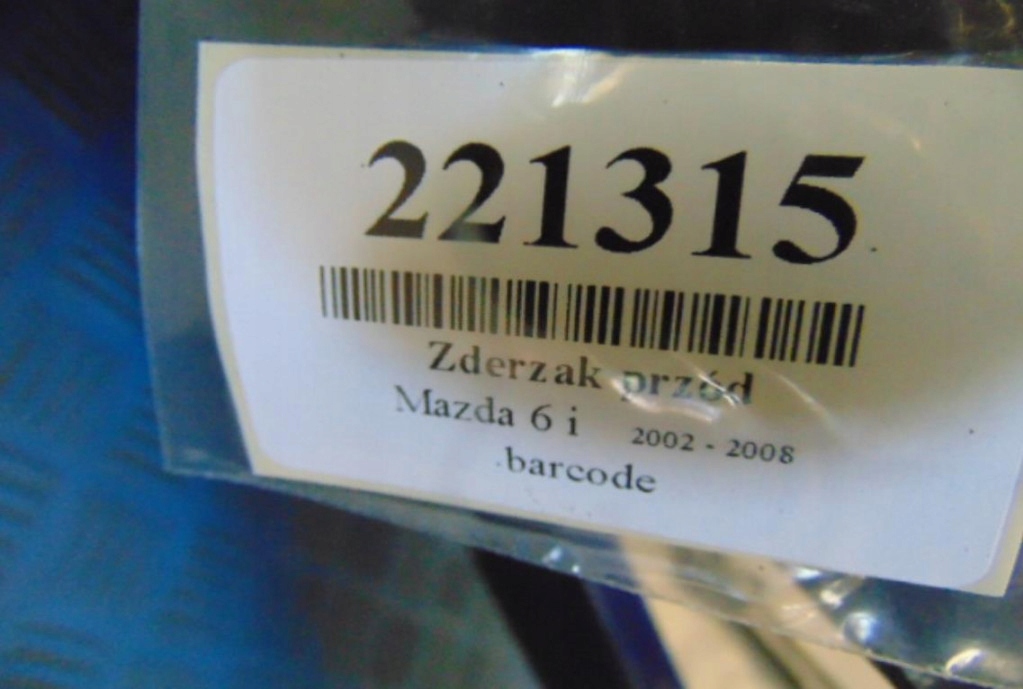 221315
Zderzak przód
Mazda 6 i 2002 - 2008
barcode